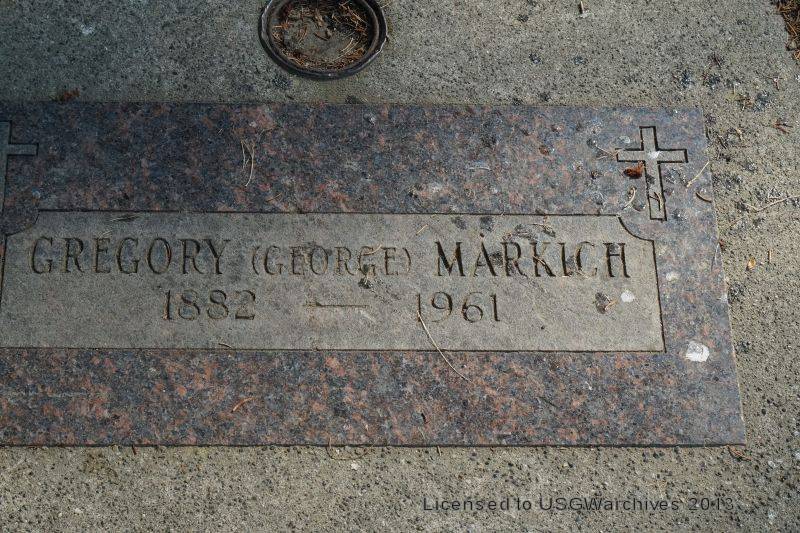 GREGORY (GEORGE) MARKICH
1882 — 1961
Licensed to USGWarchives 2013